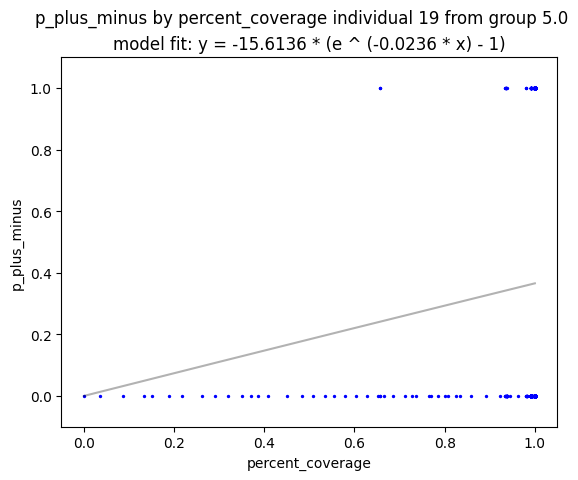 p_plus_minus by percent_coverage individual 19 from group 5.0
model fit: y = -15.6136 * (e ^ (-0.0236 * x) - 1)
1.0
0.8
0.6
0.4
0.2
0.0
p_plus_minus
0.0 0.2 0.4 0.6 0.8 1.0
percent_coverage